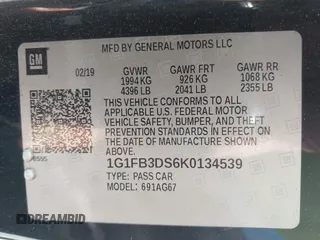 GM
MFD BY GENERAL MOTORS LLC
02/19 GVWR GAWR FRT GAWR RR
1994 KG 926 KG 1068 KG
4396 LB 2041 LB 2355 LB
THIS VEHICLE CONFORMS TO ALL
APPLICABLE U.S. FEDERAL MOTOR
VEHICLE SAFETY, BUMPER, AND THEFT
PREVENTION STANDARDS IN EFFECT ON
THE DATE OF MANUFACTURE SHOWN ABOVE.
1G1FB3DS6K0134539
TYPE: PASS CAR
MODEL: 691AG67
DREAMBID